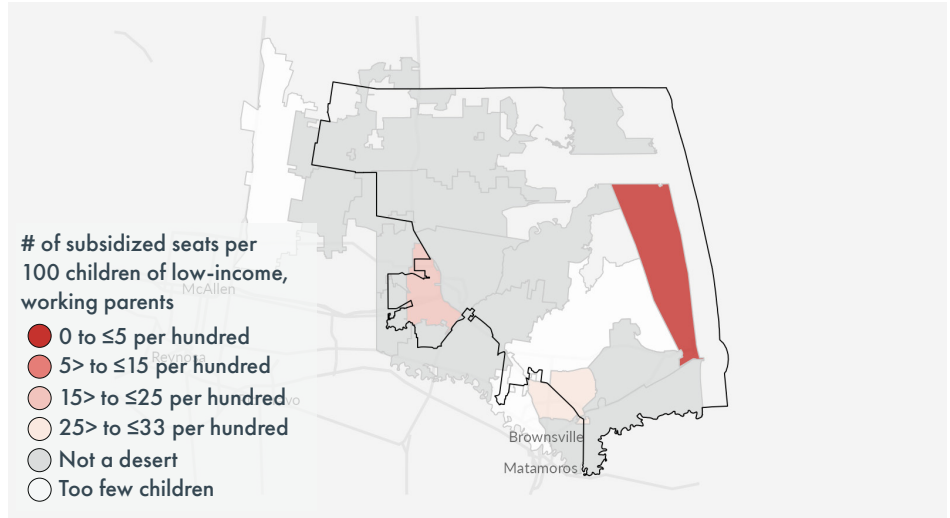 # of subsidized seats per
100 children of low-income,
working parents
McAllen
0 to ≤5 per hundred
Reynosa
5> to ≤15 per hundred
15> to ≤25 per hundred
25> to ≤33 per hundred
Not a desert
Too few children
Brownsville
Matamoros